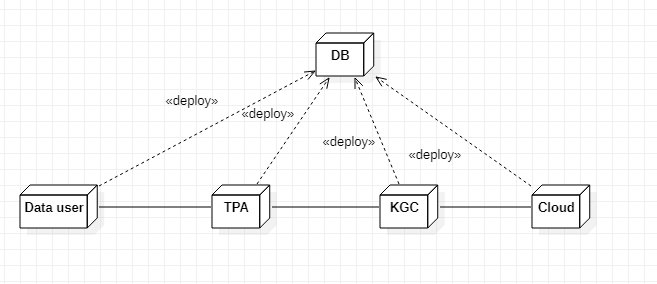 DB
«deploy»
«deploy»
«deploy»
«deploy»
Data user
TPA
KGC
Cloud